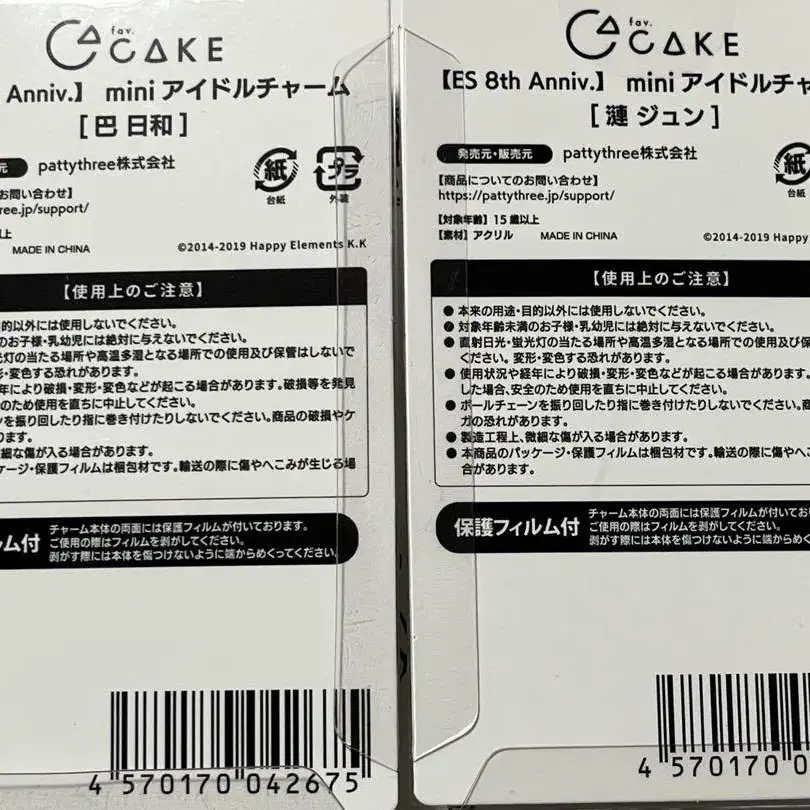 fav.
CAKE
Anniv.】 mini アイドルチャーム
[ 巴 日和 ]
元 pattythree株式会社
お問い合わせ】
ree.jp/support/
上
MADE IN CHINA
紙
台紙
プラ
外装
©2014-2019 Happy Elements K.K
【使用上のご注意】
的以外には使用しないでください。
のお子様・乳幼児には絶対に与えないでください。
光灯の当たる場所や高温多湿となる場所での使用及び保管はしないで
形・変色する恐れがあります。
年により破損・変形・変色などが起こる場合があります。破損等を発見
のため使用を直ちに中止してください。
ンを振り回したり指に巻き付けたりしないでください。商品の破損やケ
ります。
細な傷が入る場合があります。
ケージ・保護フィルムは梱包材です。輸送の際に傷やへこみが生じる場
ルム付
チャーム本体の両面には保護フィルムが付いております。
ご使用の際はフィルムを剥がしてください。
剥がす際には本体を傷つけないように端からめくってください。
4 570170 042675
fav.
CAKE
【ES 8th Anniv.】 mini アイドルチャ
[ 漣 ジュン ]
発売元・販売元 pattythree株式会社
【商品についてのお問い合わせ】
https://pattythree.jp/support/
【対象年齢】15歳以上
【素材】アクリル MADE IN CHINA
紙
台紙
©2014-2019 Happy
【使用上のご注意】
● 本来の用途・目的以外には使用しないでください。
● 対象年齢未満のお子様・乳幼児には絶対に与えないでください。
● 直射日光・蛍光灯の当たる場所や高温多湿となる場所での使用及び保
ください。変形・変色する恐れがあります。
● 使用状況や経年により破損・変形・変色などが起こる場合があります。
した場合、安全のため使用を直ちに中止してください。
● ボールチェーンを振り回したり指に巻き付けたりしないでください。商
ガの恐れがあります。
● 製造工程上、微細な傷が入る場合があります。
● 本商品のパッケージ・保護フィルムは梱包材です。輸送の際に傷やへこ
合があります。
保護フィルム付
チャーム本体の両面には保護フィルムが付いており
ご使用の際はフィルムを剥がしてください。
剥がす際には本体を傷つけないように端からめく
4 570170 0